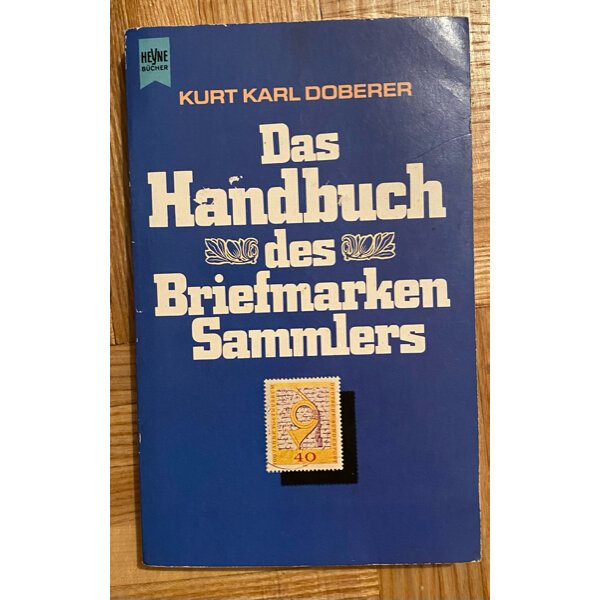 HEYNE
BÜCHER
KURT KARL DOBERER
Das
Handbuch
des
Briefmarken
Sammlers
40